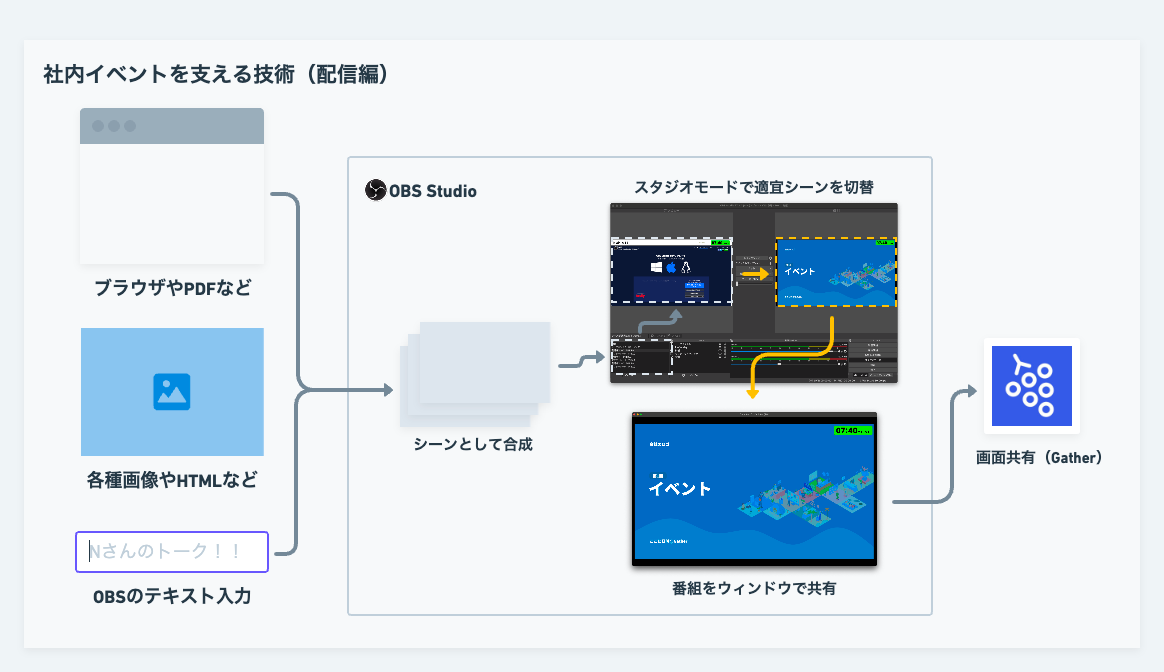 社内イベントを支える技術（配信編）
ブラウザやPDFなど
各種画像やHTMLなど
Nさんのトーク！！
OBSのテキスト入力
OBS Studio
シーンとして合成
スタジオモードで適宜シーンを切替
イベント
07:40
イベント
番組をウィンドウで共有
画面共有（Gather）